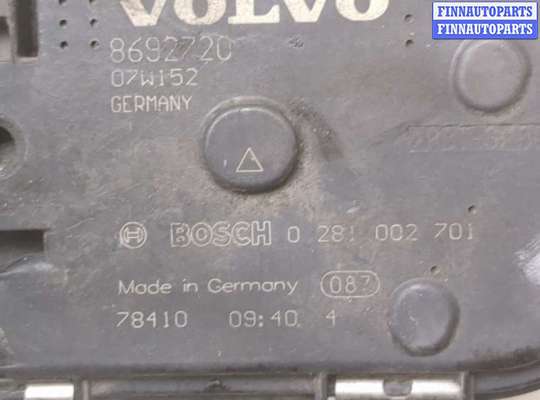 FINNAUTOPARTS
FINNAUTOPARTS
VOLVO
8692720
07W152
GERMANY
BOSCH 0 281 002 701
Made in Germany 087
78410 09:40 4